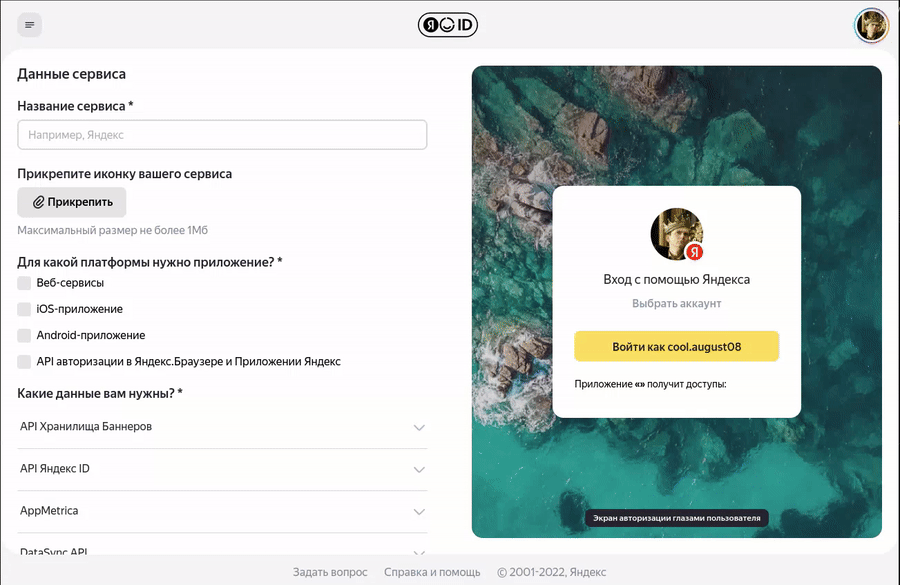 Я ID
Данные сервиса
Название сервиса *
Например, Яндекс
Прикрепите иконку вашего сервиса
Прикрепить
Максимальный размер не более 1Мб
Для какой платформы нужно приложение? *
Веб-сервисы
iOS-приложение
Android-приложение
API авторизации в Яндекс.Браузере и Приложении Яндекс
Какие данные вам нужны? *
API Хранилища Баннеров
API Яндекс ID
AppMetrica
DataSync API
Я
Вход с помощью Яндекса
Выбрать аккаунт
Войти как cool.august08
Приложение «» получит доступы:
Экран авторизации глазами пользователя
Задать вопрос Справка и помощь © 2001-2022, Яндекс